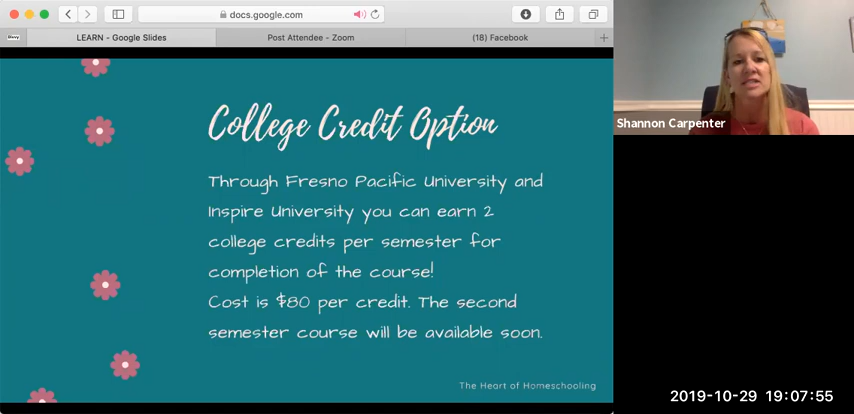 docs.google.com
LEARN - Google Slides
Post Attendee - Zoom
(18) Facebook
College Credit Option
Through Fresno Pacific University and
Inspire University you can earn 2
college credits per semester for
completion of the course!
Cost is $80 per credit. The second
semester course will be available soon.
The Heart of Homeschooling
Shannon Carpenter
2019-10-29 19:07:55